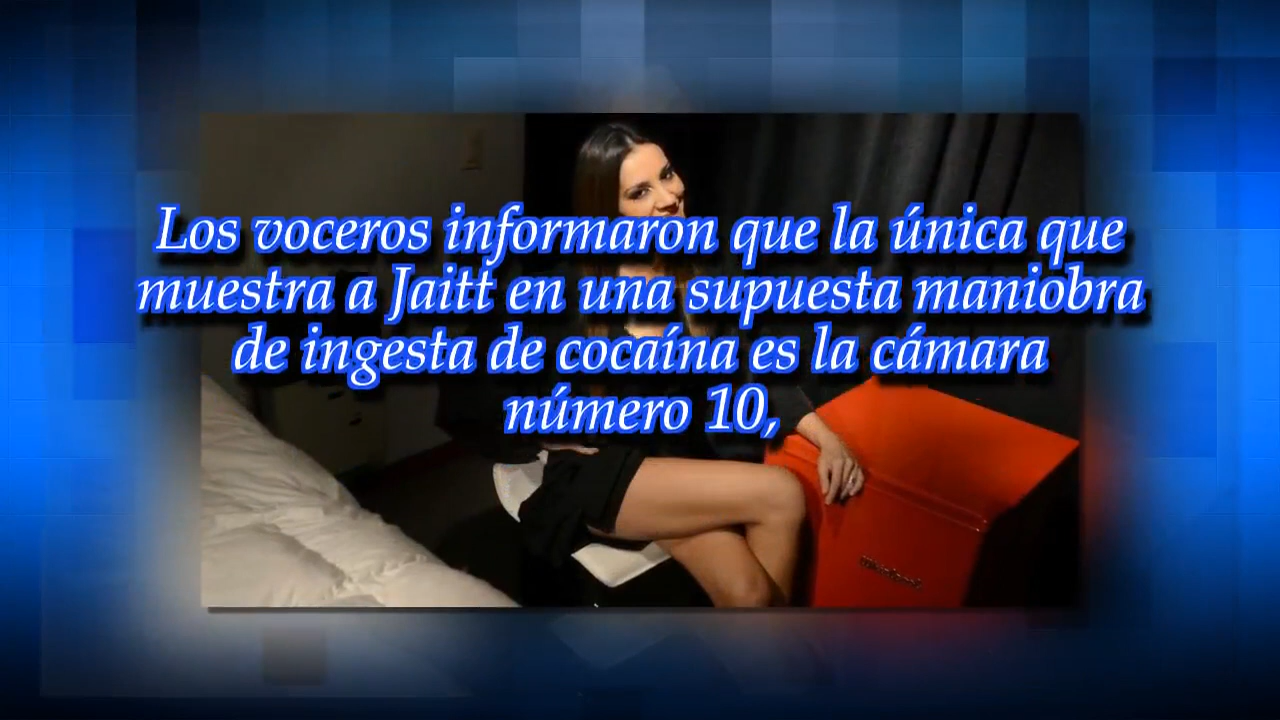 Los voceros informaron que la única que
muestra a Jaitt en una supuesta maniobra
de ingesta de cocaína es la cámara
número 10,